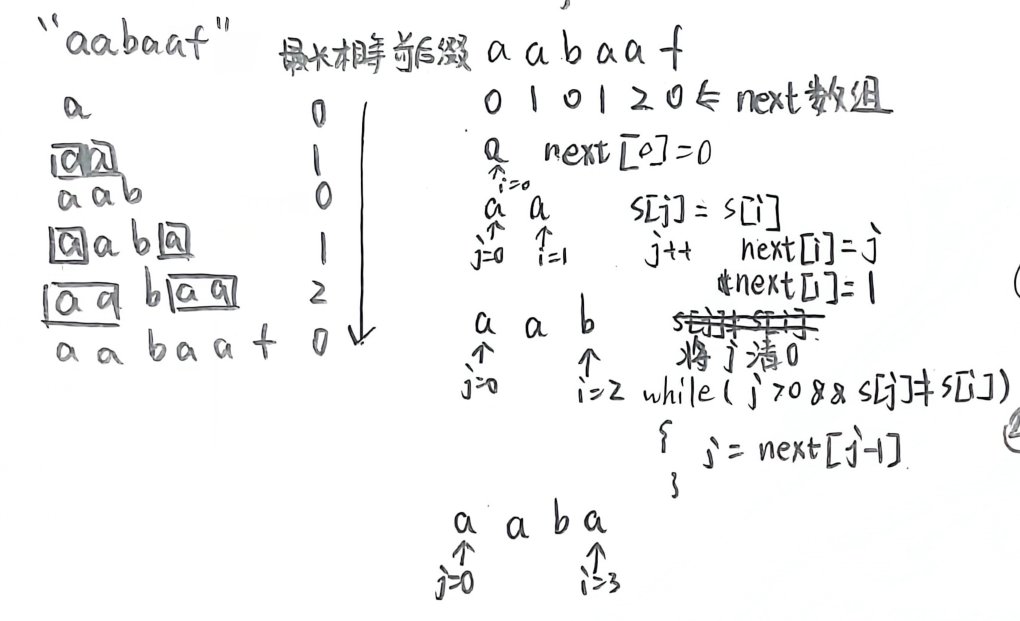 "aabaaf"
最长相等前后缀
a 0
aa 1
aab 0
aaba 1
aabaa 2
aabaaf 0
a a b a a f
0 1 0 1 2 0 ← next数组
a next[0]=0
i=0
a a s[j] = s[i]
j=0 i=1 j++ next[i]=j
next[i]=1
a a b s[j]≠s[i]
将j清0
j=0 i=2 while(j>0 && s[j]≠s[i])
{ j = next[j-1]
}
a a b a
j=0 i=3